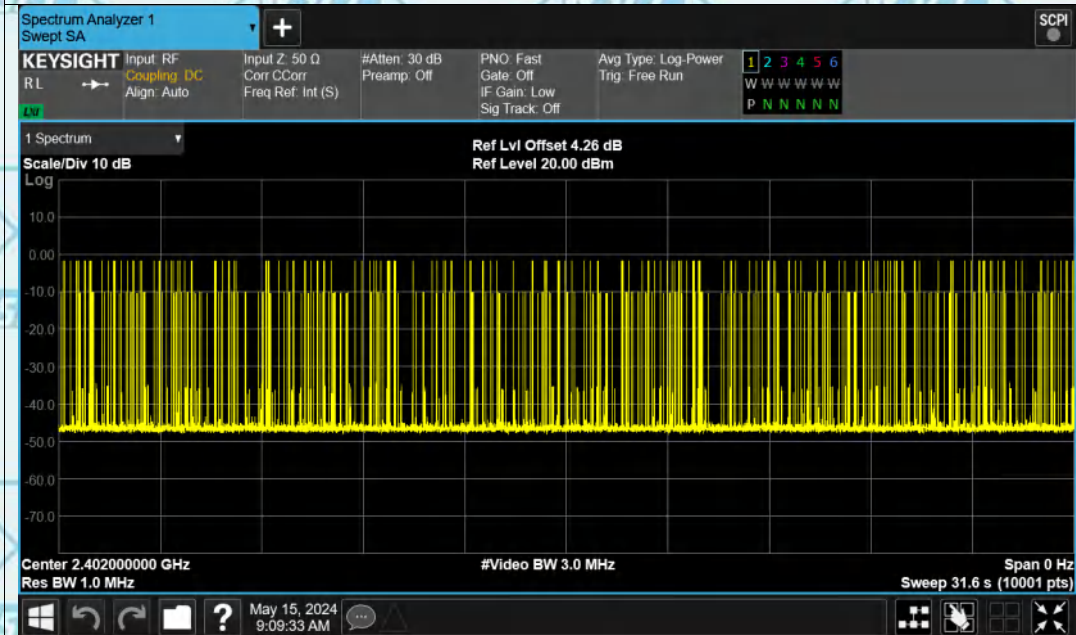 Spectrum Analyzer 1
Swept SA
+
SCPI
KEYSIGHT
RL
LXI
Input: RF
Coupling: DC
Align: Auto
Input Z: 50 Ω
Corr CCorr
Freq Ref: Int (S)
#Atten: 30 dB
Preamp: Off
PNO: Fast
Gate: Off
IF Gain: Low
Sig Track: Off
Avg Type: Log-Power
Trig: Free Run
1 2 3 4 5 6
W W W W W W
P N N N N N
1 Spectrum
Scale/Div 10 dB
Ref Lvl Offset 4.26 dB
Ref Level 20.00 dBm
Log
10.0
0.00
-10.0
-20.0
-30.0
-40.0
-50.0
-60.0
-70.0
Center 2.402000000 GHz
#Video BW 3.0 MHz
Span 0 Hz
Res BW 1.0 MHz
Sweep 31.6 s (10001 pts)
?
May 15, 2024
9:09:33 AM